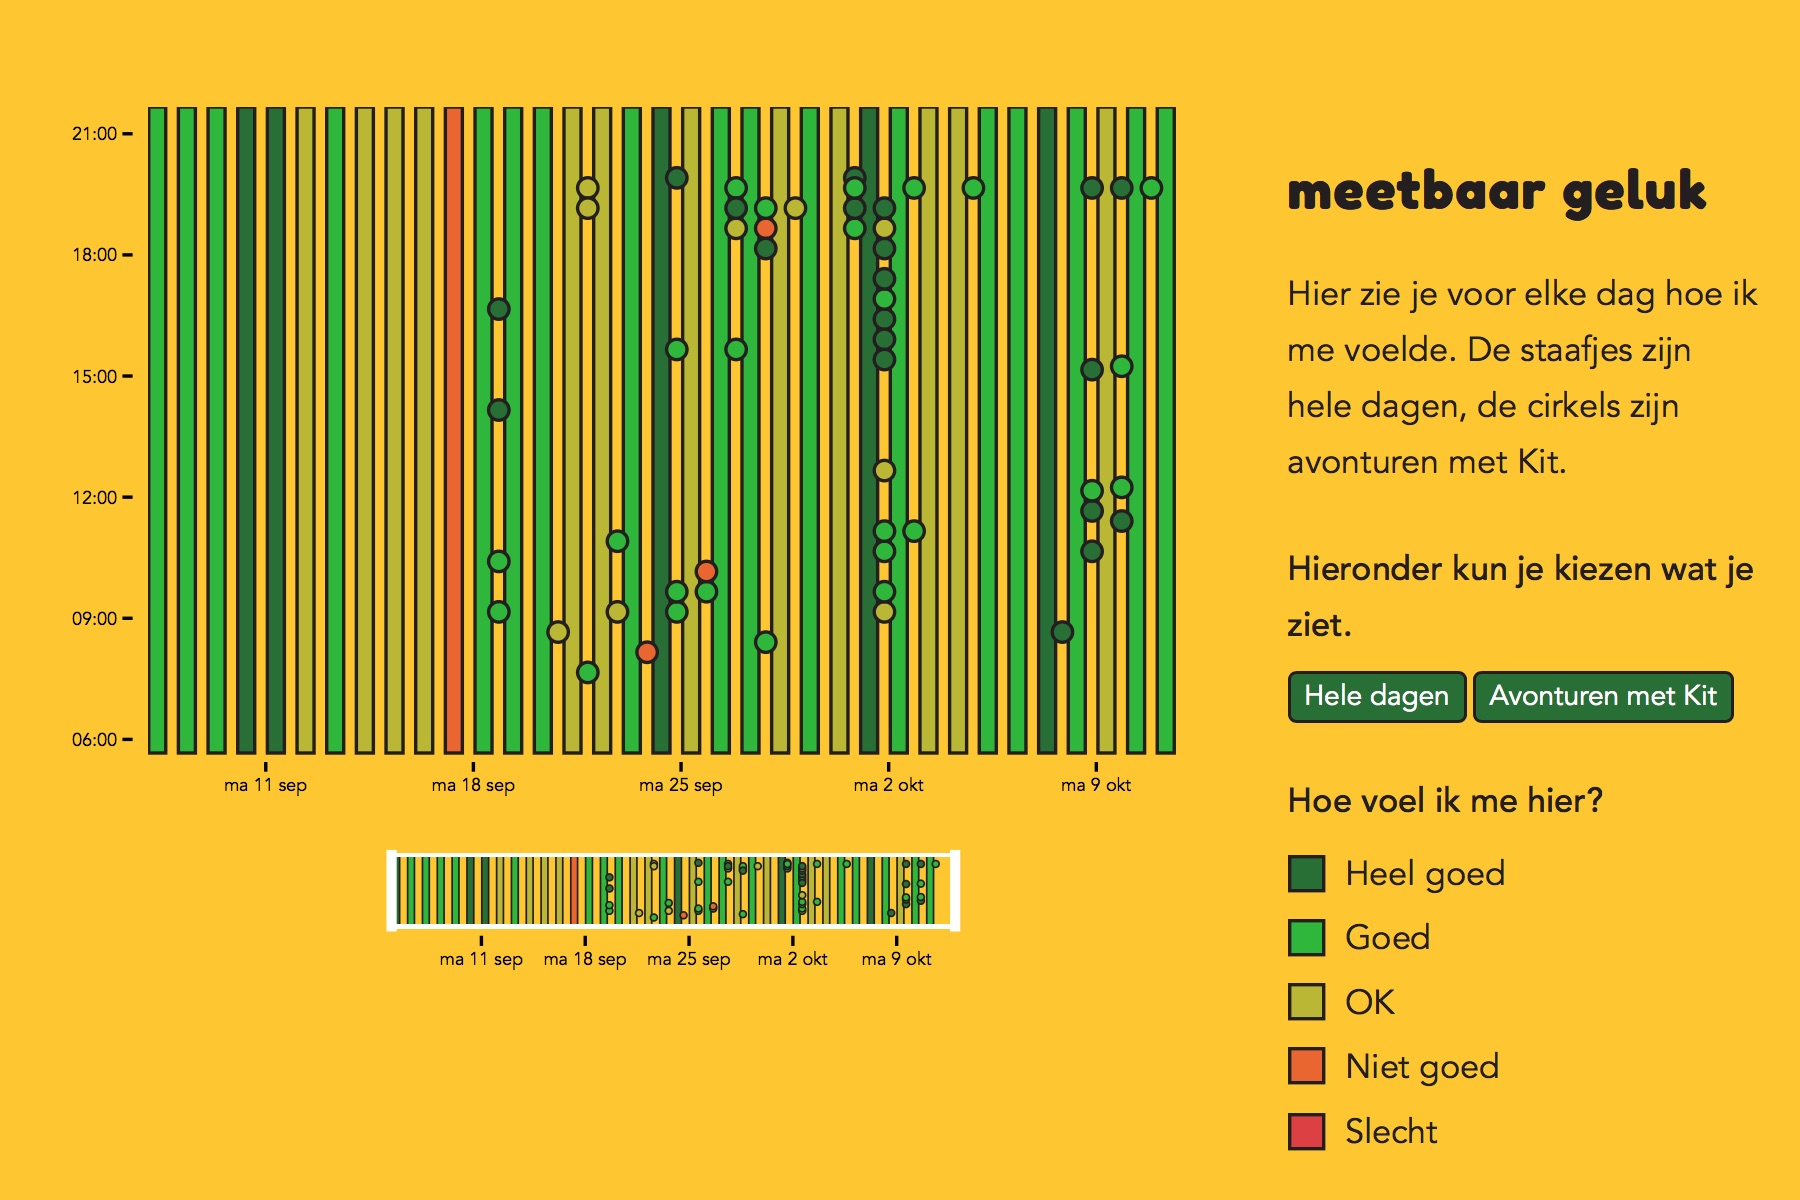 21:00
18:00
15:00
12:00
09:00
06:00
ma 11 sep
ma 18 sep
ma 25 sep
ma 2 okt
ma 9 okt
ma 11 sep
ma 18 sep
ma 25 sep
ma 2 okt
ma 9 okt
meetbaar geluk
Hier zie je voor elke dag hoe ik
me voelde. De staafjes zijn
hele dagen, de cirkels zijn
avonturen met Kit.
Hieronder kun je kiezen wat je
ziet.
Hele dagen
Avonturen met Kit
Hoe voel ik me hier?
Heel goed
Goed
OK
Niet goed
Slecht